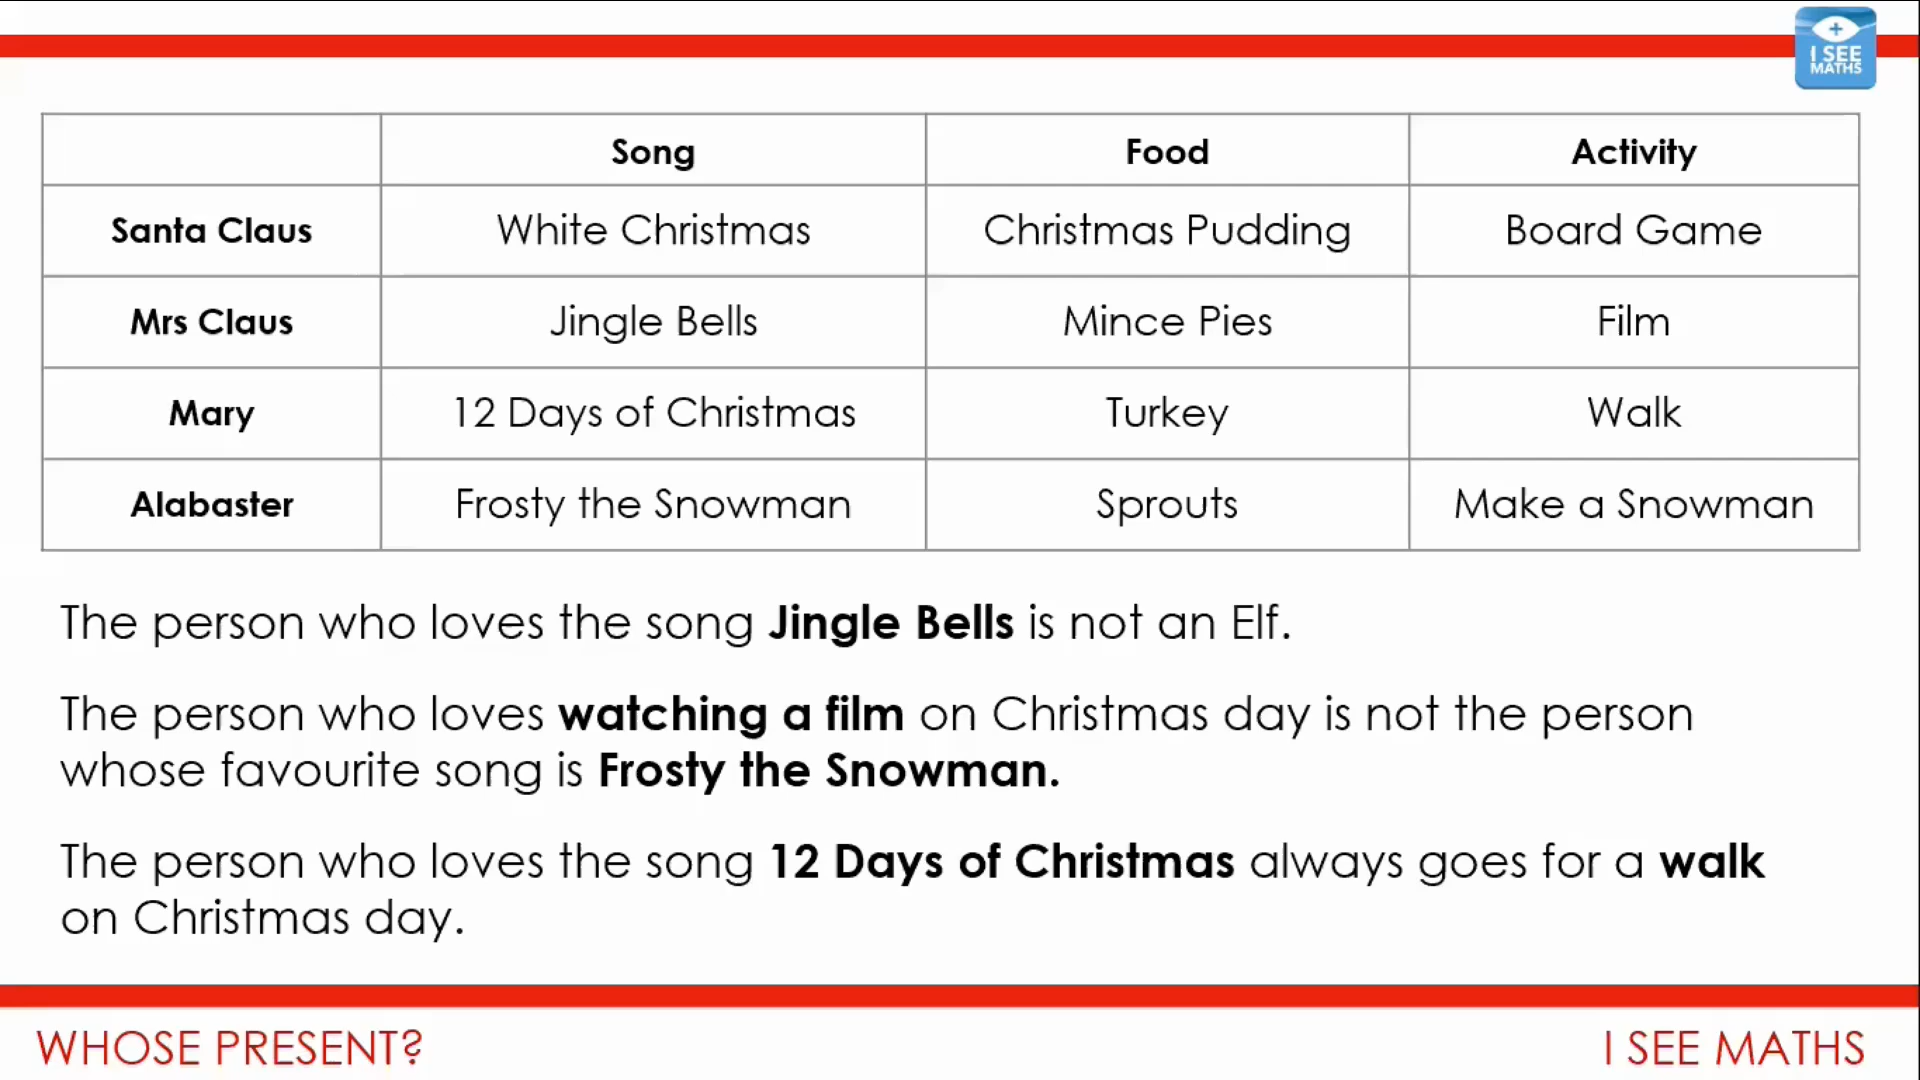 I SEE
MATHS
Song Food Activity
Santa Claus White Christmas Christmas Pudding Board Game
Mrs Claus Jingle Bells Mince Pies Film
Mary 12 Days of Christmas Turkey Walk
Alabaster Frosty the Snowman Sprouts Make a Snowman
The person who loves the song Jingle Bells is not an Elf.
The person who loves watching a film on Christmas day is not the person
whose favourite song is Frosty the Snowman.
The person who loves the song 12 Days of Christmas always goes for a walk
on Christmas day.
WHOSE PRESENT? I SEE MATHS